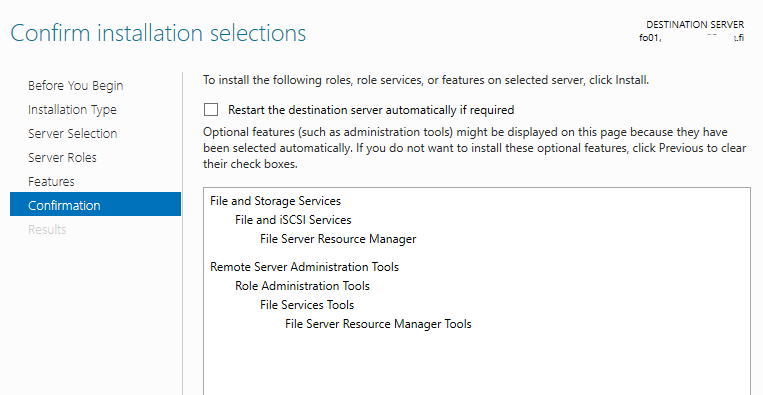 Confirm installation selections
DESTINATION SERVER
fo01. .fi
Before You Begin
Installation Type
Server Selection
Server Roles
Features
Confirmation
Results
To install the following roles, role services, or features on selected server, click Install.
Restart the destination server automatically if required
Optional features (such as administration tools) might be displayed on this page because they have
been selected automatically. If you do not want to install these optional features, click Previous to clear
their check boxes.
File and Storage Services
File and iSCSI Services
File Server Resource Manager
Remote Server Administration Tools
Role Administration Tools
File Services Tools
File Server Resource Manager Tools